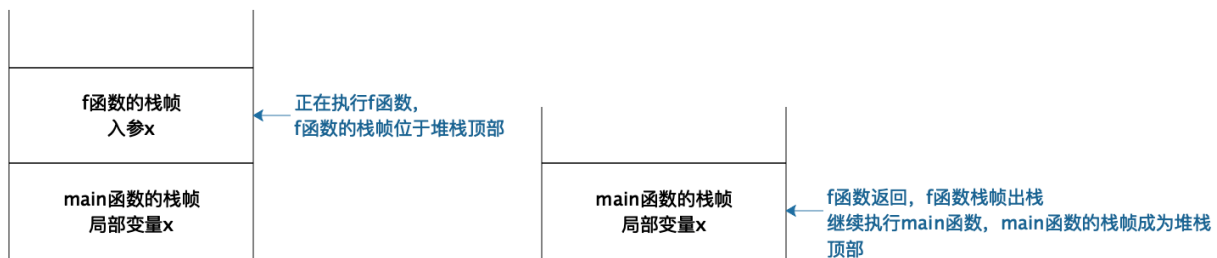 f函数的栈帧
入参x
正在执行f函数，
f函数的栈帧位于堆栈顶部
main函数的栈帧
局部变量x
main函数的栈帧
局部变量x
f函数返回，f函数栈帧出栈
继续执行main函数，main函数的栈帧成为堆栈
顶部